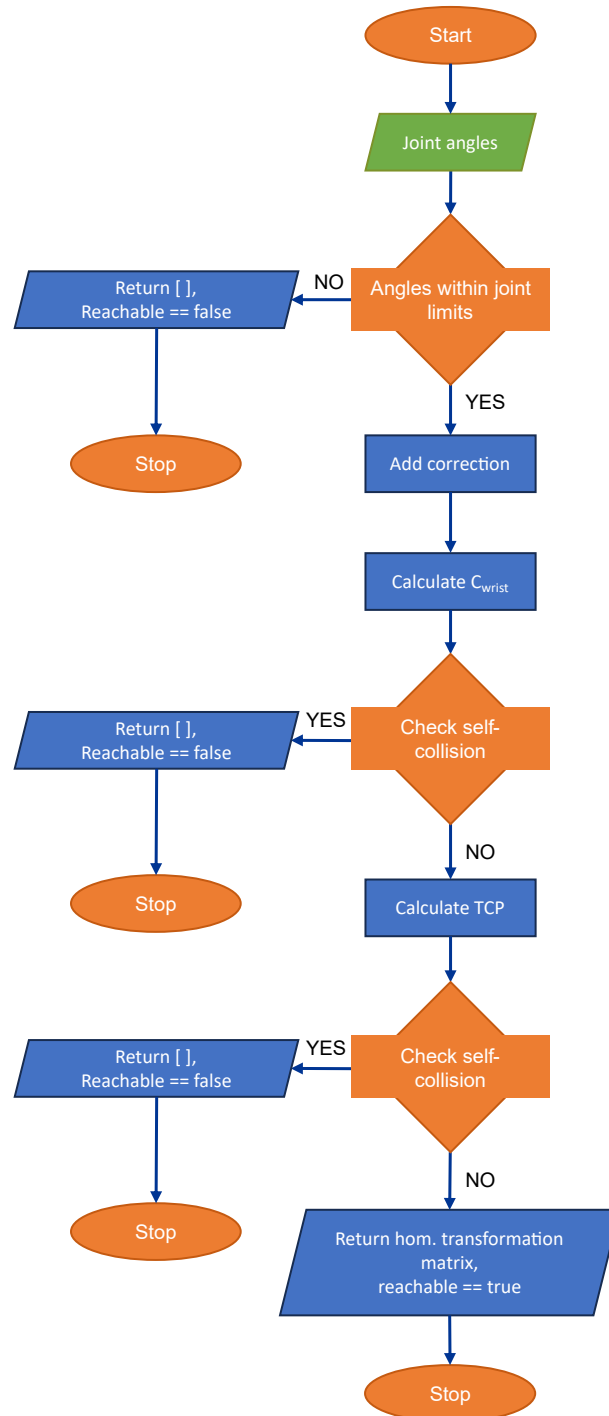 Start
Joint angles
Angles within joint
limits
NO
Return [ ],
Reachable == false
Stop
YES
Add correction
Calculate Cwrist
Check self-
collision
YES
Return [ ],
Reachable == false
Stop
NO
Calculate TCP
Check self-
collision
YES
Return [ ],
Reachable == false
Stop
NO
Return hom. transformation
matrix,
reachable == true
Stop